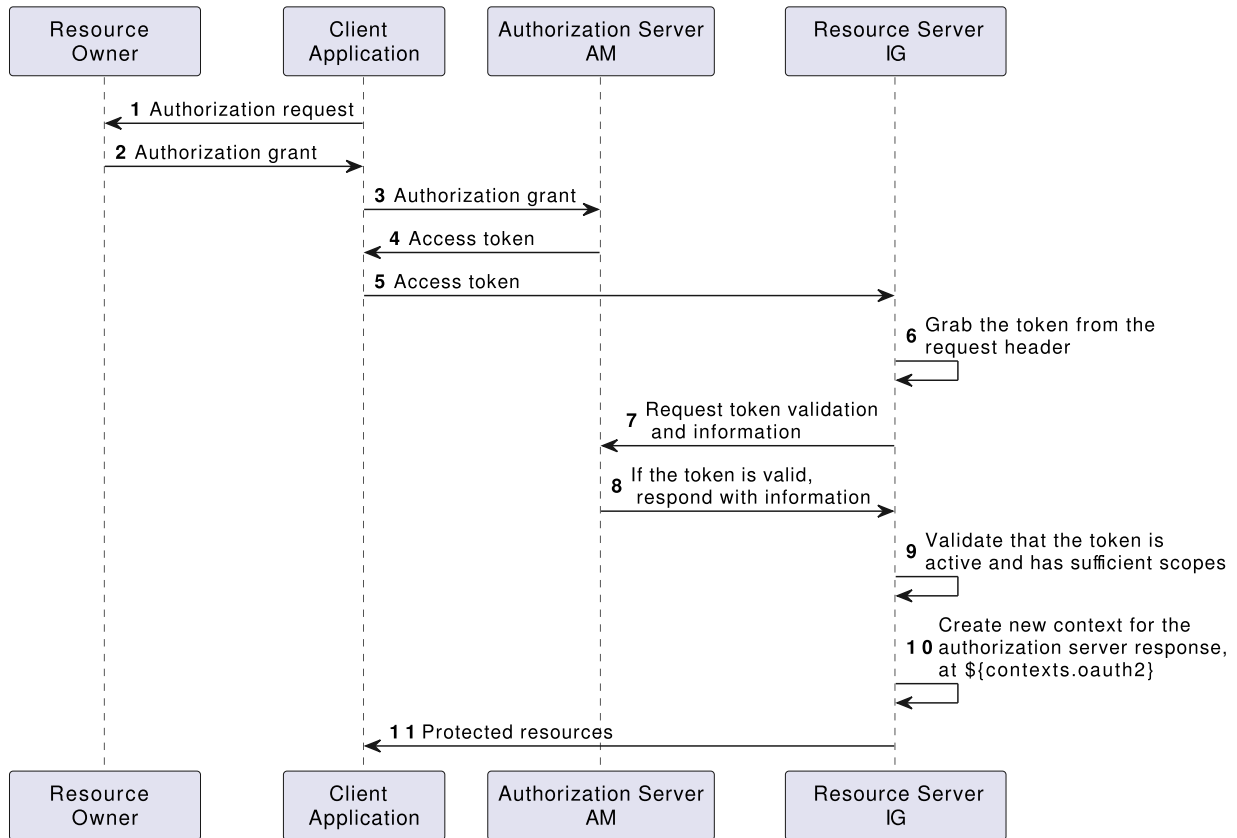 Resource
Owner
Client
Application
Authorization Server
AM
Resource Server
IG
1 Authorization request
2 Authorization grant
3 Authorization grant
4 Access token
5 Access token
6 Grab the token from the
request header
7 Request token validation
and information
8 If the token is valid,
respond with information
9 Validate that the token is
active and has sufficient scopes
Create new context for the
10 authorization server response,
at ${contexts.oauth2}
11 Protected resources
Resource
Owner
Client
Application
Authorization Server
AM
Resource Server
IG